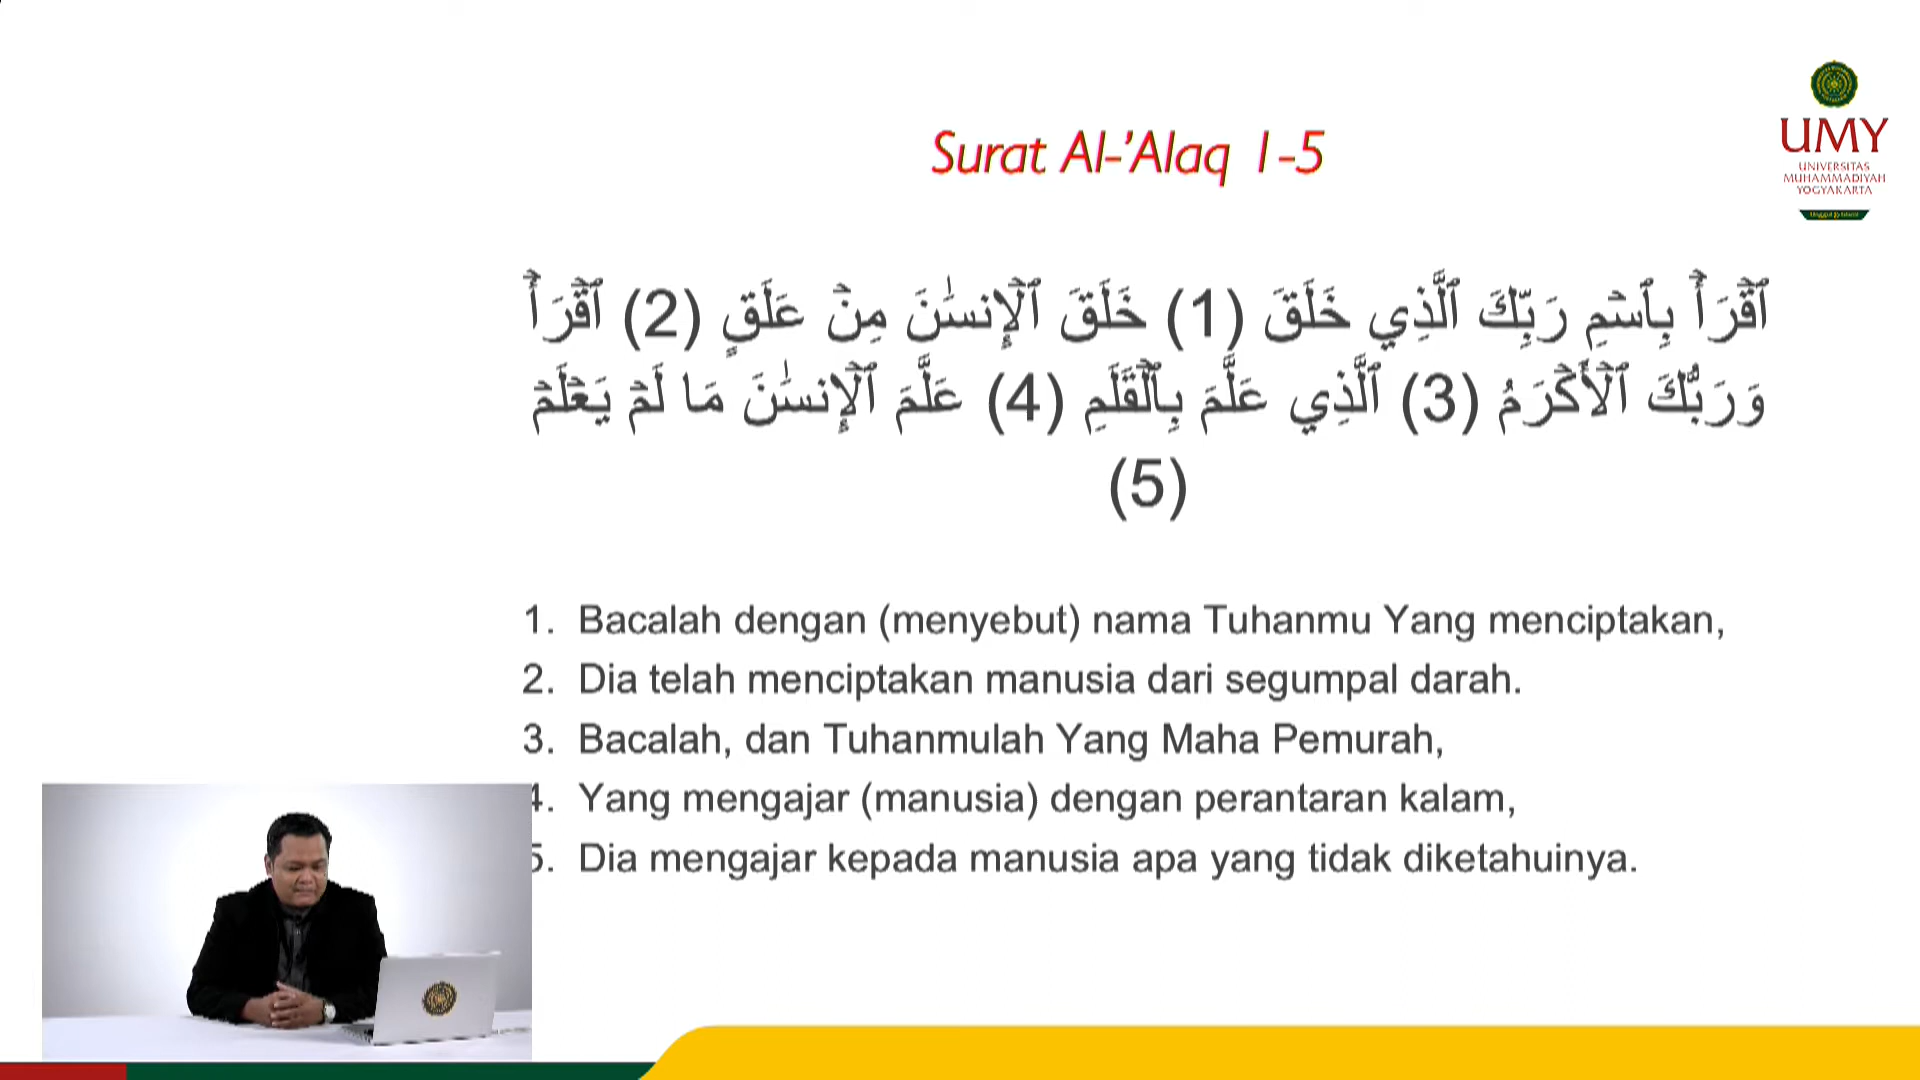 Surat Al-'Alaq 1-5
UMY
UNIVERSITAS
MUHAMMADIYAH
YOGYAKARTA
ٱقۡرَأۡ بِٱسۡمِ رَبِّكَ ٱلَّذِي خَلَقَ (1) خَلَقَ ٱلۡإِنسَٰنَ مِنۡ عَلَقٍ (2) ٱقۡرَأۡ
وَرَبُّكَ ٱلۡأَكۡرَمُ (3) ٱلَّذِي عَلَّمَ بِٱلۡقَلَمِ (4) عَلَّمَ ٱلۡإِنسَٰنَ مَا لَمۡ يَعۡلَمۡ
(5)
1. Bacalah dengan (menyebut) nama Tuhanmu Yang menciptakan,
2. Dia telah menciptakan manusia dari segumpal darah.
3. Bacalah, dan Tuhanmulah Yang Maha Pemurah,
4. Yang mengajar (manusia) dengan perantaran kalam,
5. Dia mengajar kepada manusia apa yang tidak diketahuinya.